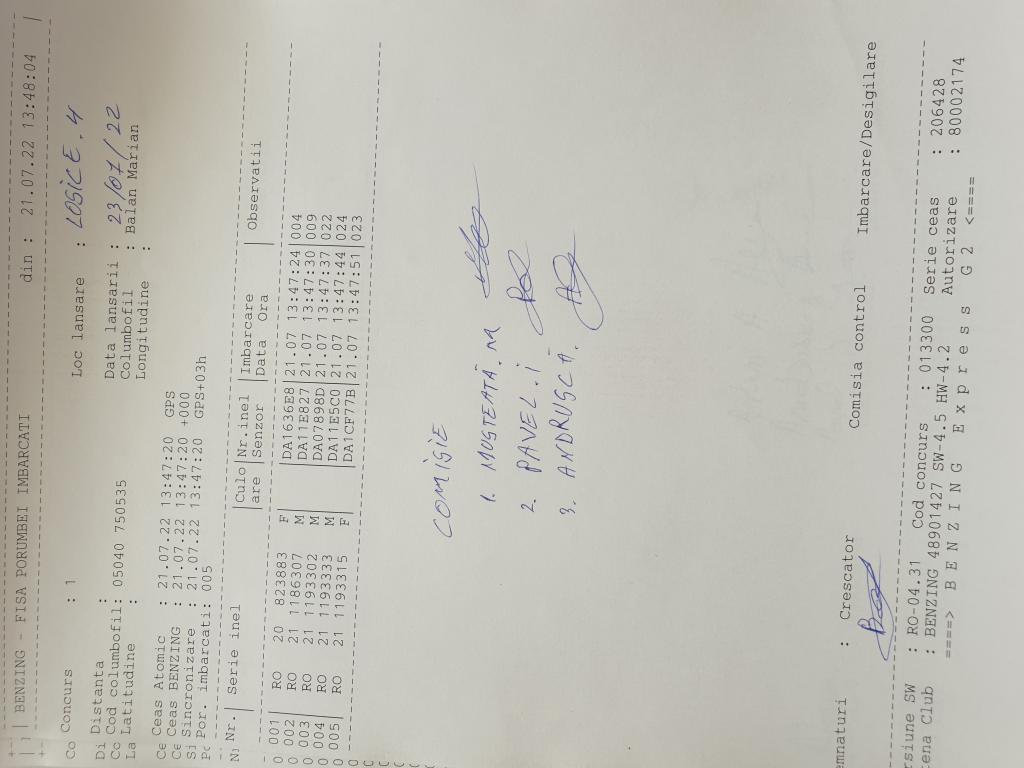 | BENZING - FISA PORUMBEI IMBARCATI din : 21.07.22 13:48:04 |
Concurs : 1 Loc lansare : LOSICE.4
Distanta : Data lansarii : 23/07/22
Cod columbofil: 05040 750535 Columbofil : Balan Marian
Latitudine : Longitudine :
Ceas Atomic : 21.07.22 13:47:20 GPS
Ceas BENZING : 21.07.22 13:47:20 +000
Sincronizare : 21.07.22 13:47:20 GPS+03h
Por. imbarcati: 005
Nr.| Serie inel |Culo|Nr.inel |Imbarcare | Observatii
|are |Senzor |Data Ora |
001| RO 20 823883 F | |DA1636E8|21.07 13:47:24|004
002| RO 21 1186307 M | |DA11E827|21.07 13:47:30|009
003| RO 21 1193302 M | |DA07898D|21.07 13:47:37|022
004| RO 21 1193333 M | |DA11E5C0|21.07 13:47:44|024
005| RO 21 1193315 F | |DA1CF77B|21.07 13:47:51|023
COMISIE
1. MUSTEATĂ
2. PAVEL.I
3. ANDRUSCĂ.
: Crescator Comisia control Imbarcare/Desigilare
rsiune SW : RO-04.31 Cod concurs : 013300 Serie ceas : 206428
ena Club : BENZING 48901427 SW-4.5 HW-4.2 Autorizare : 80002174
====> B E N Z I N G E x p r e s s G 2 <====